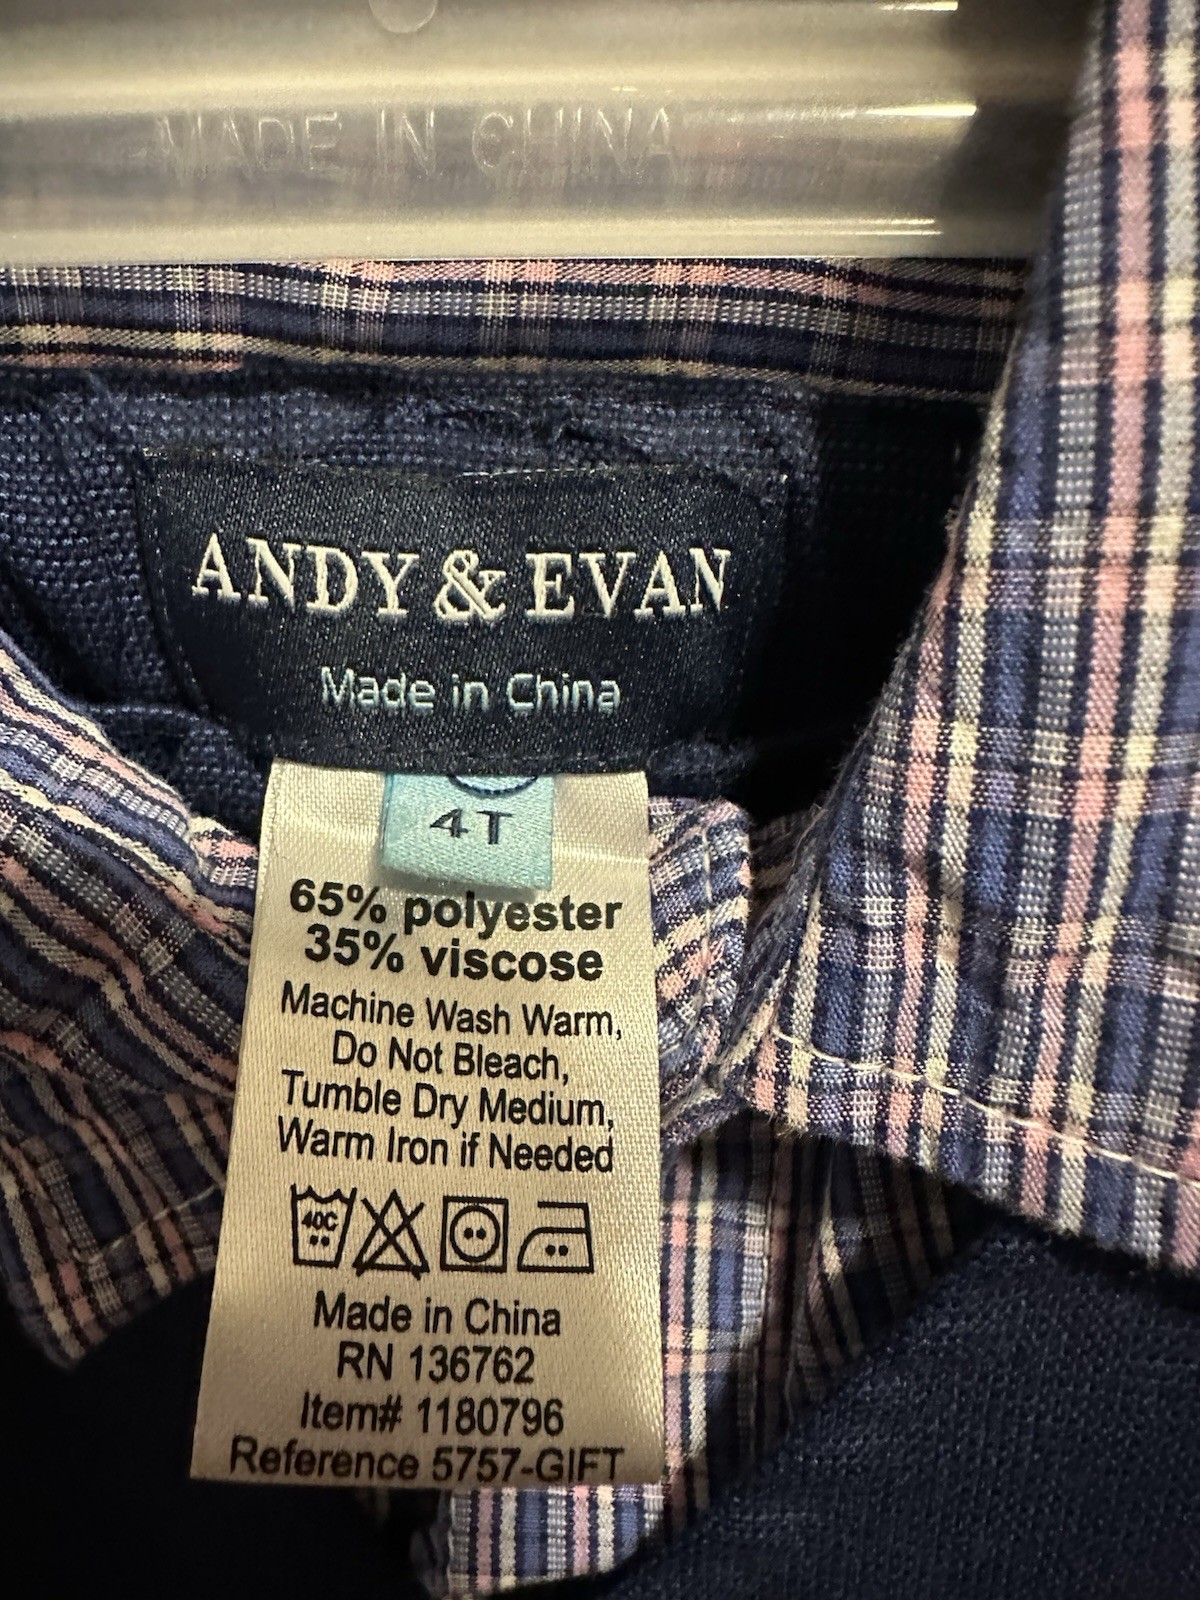 MADE IN CHINA
ANDY & EVAN
Made in China
4T
65% polyester
35% viscose
Machine Wash Warm,
Do Not Bleach,
Tumble Dry Medium,
Warm Iron if Needed
40C
Made in China
RN 136762
Item# 1180796
Reference 5757-GIFT